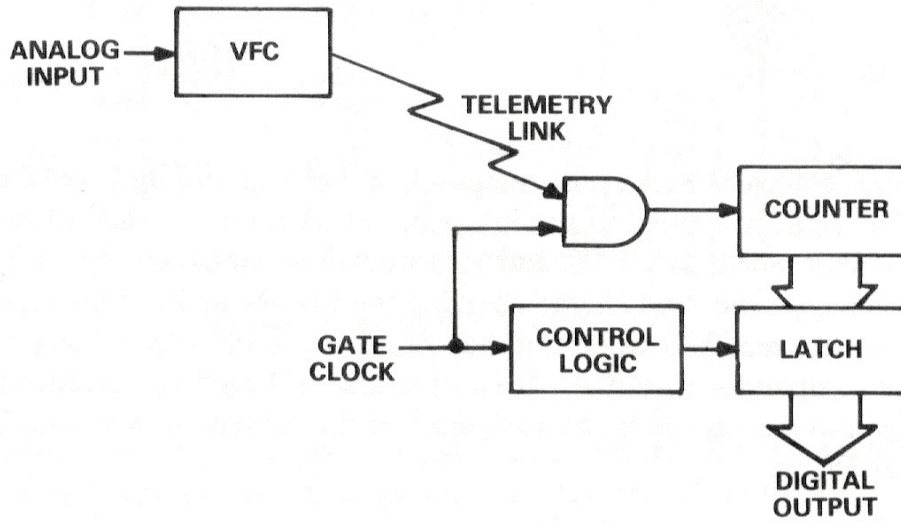 ANALOG
INPUT
VFC
TELEMETRY
LINK
COUNTER
GATE
CLOCK
CONTROL
LOGIC
LATCH
DIGITAL
OUTPUT